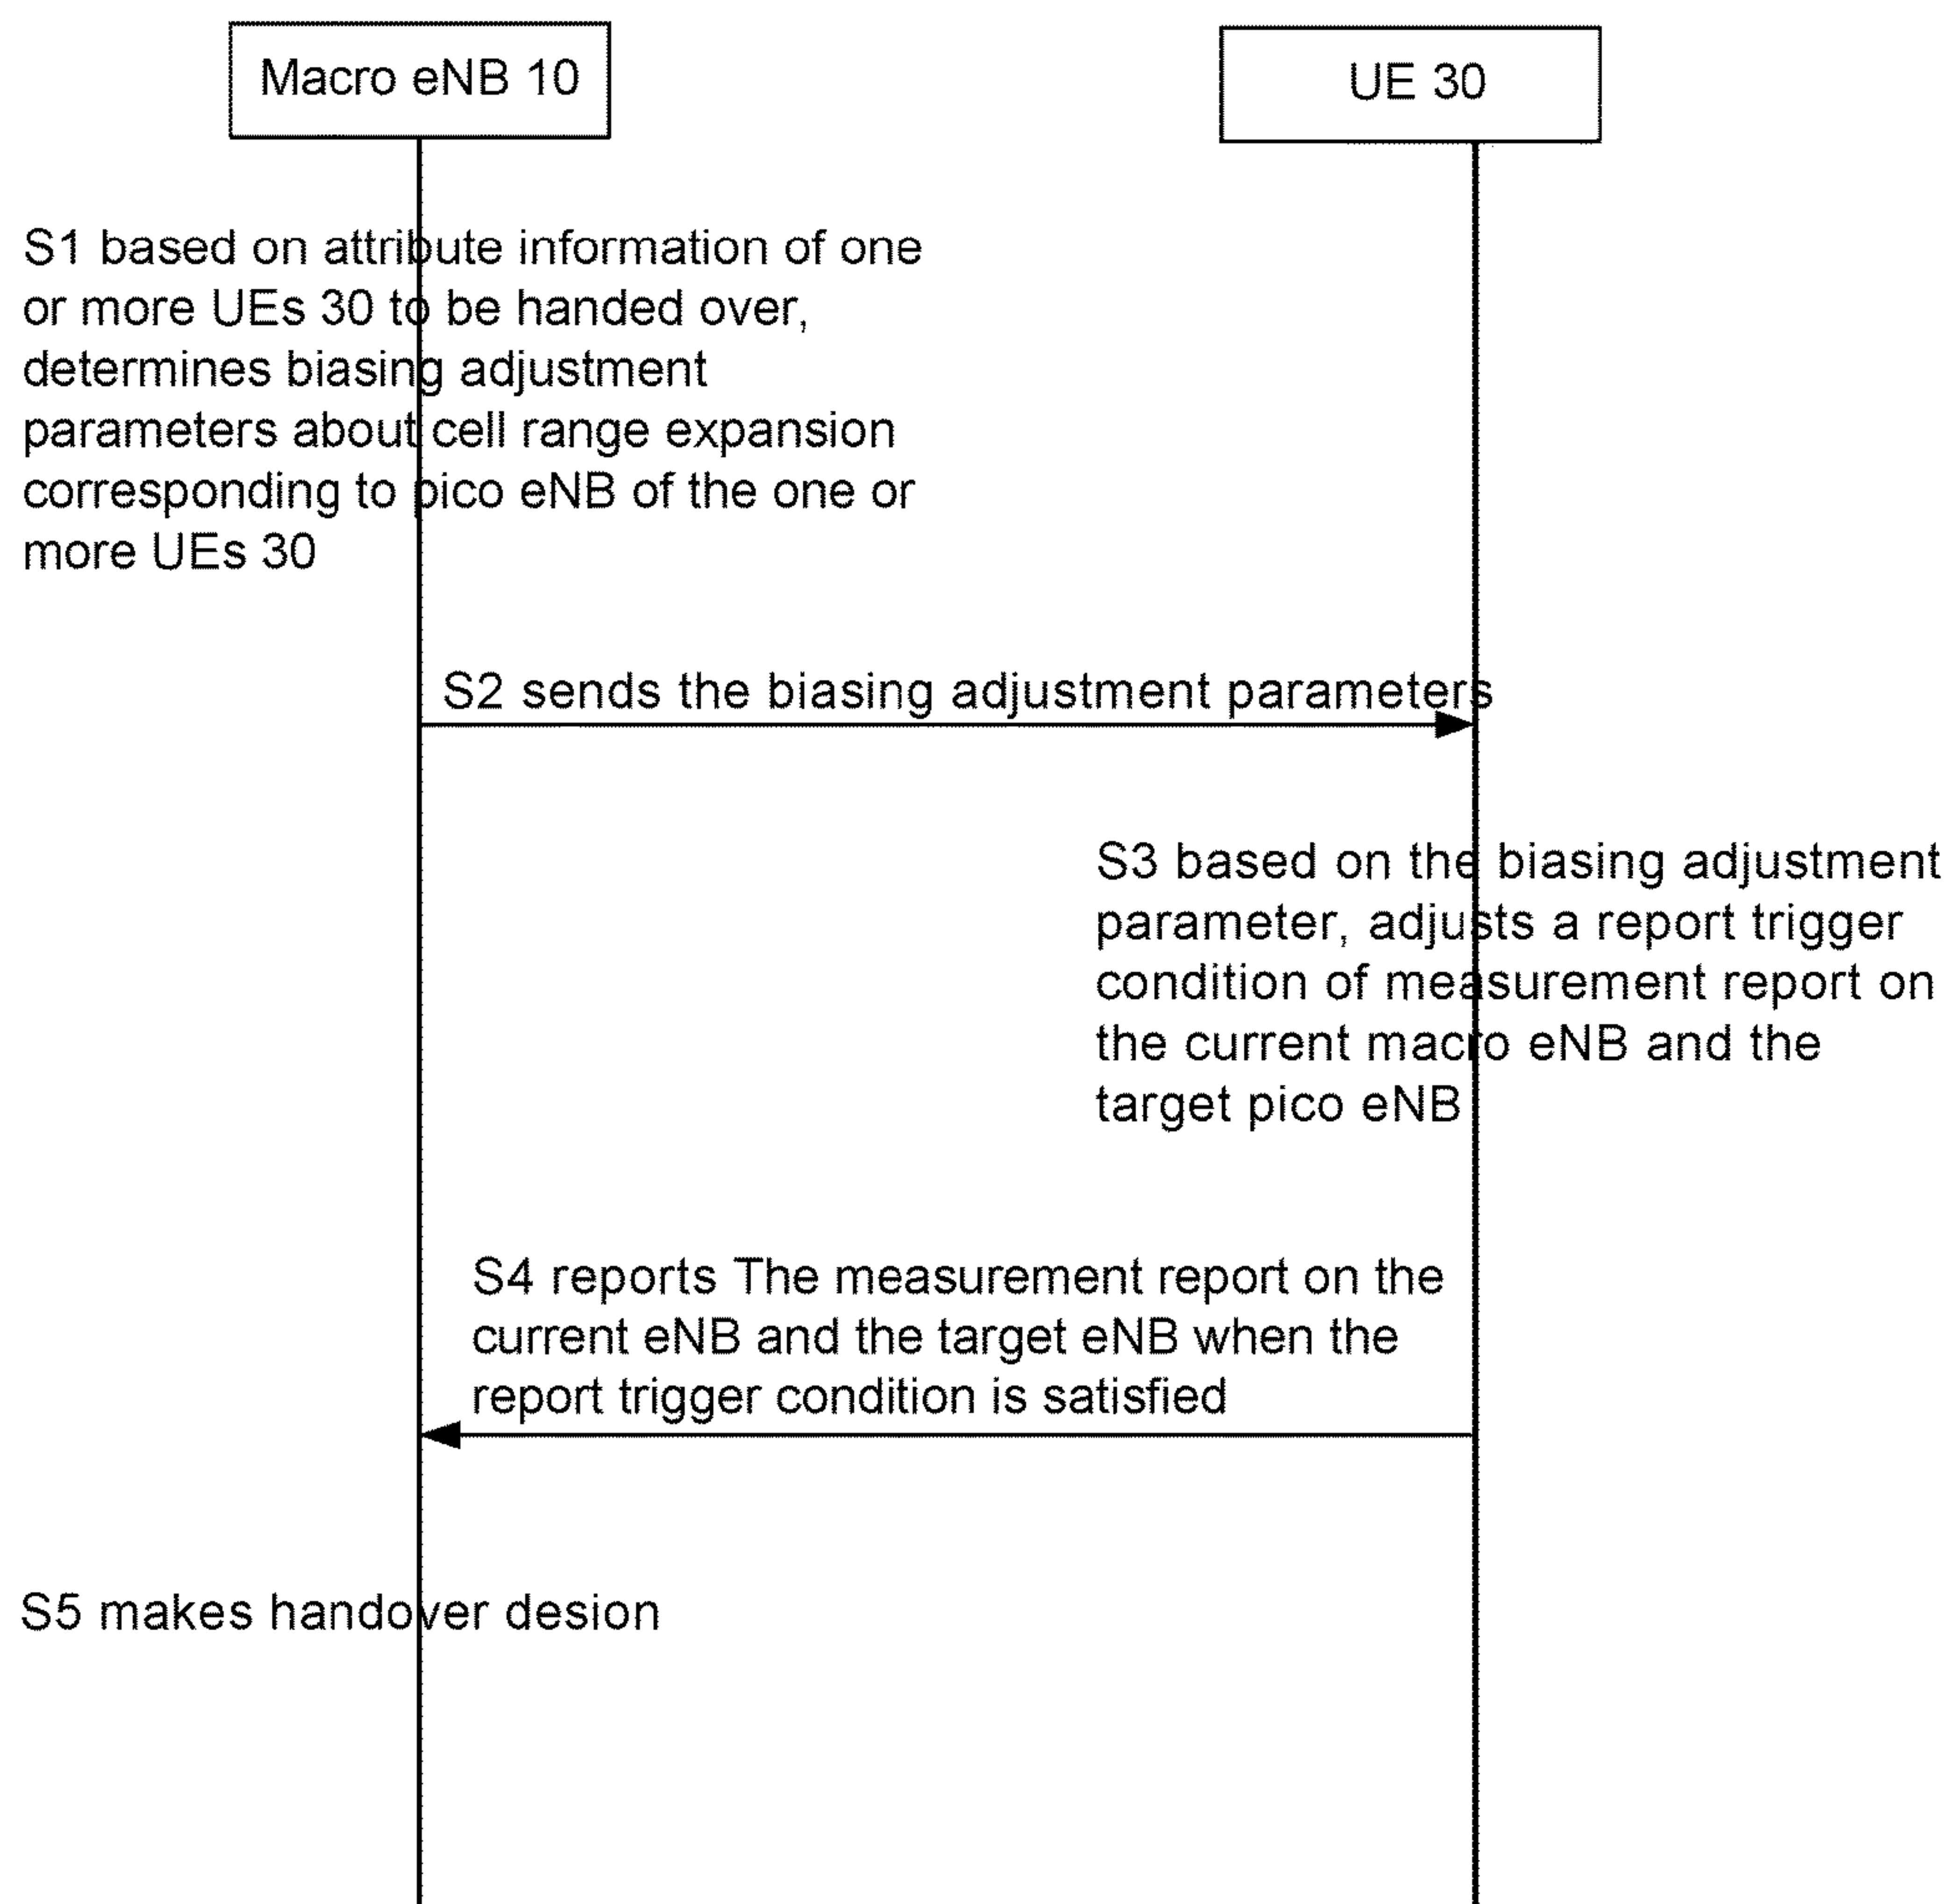 Macro eNB 10
UE 30
S1 based on attribute information of one
or more UEs 30 to be handed over,
determines biasing adjustment
parameters about cell range expansion
corresponding to pico eNB of the one or
more UEs 30
S2 sends the biasing adjustment parameters
S3 based on the biasing adjustment
parameter, adjusts a report trigger
condition of measurement report on
the current macro eNB and the
target pico eNB
S4 reports The measurement report on the
current eNB and the target eNB when the
report trigger condition is satisfied
S5 makes handover desion